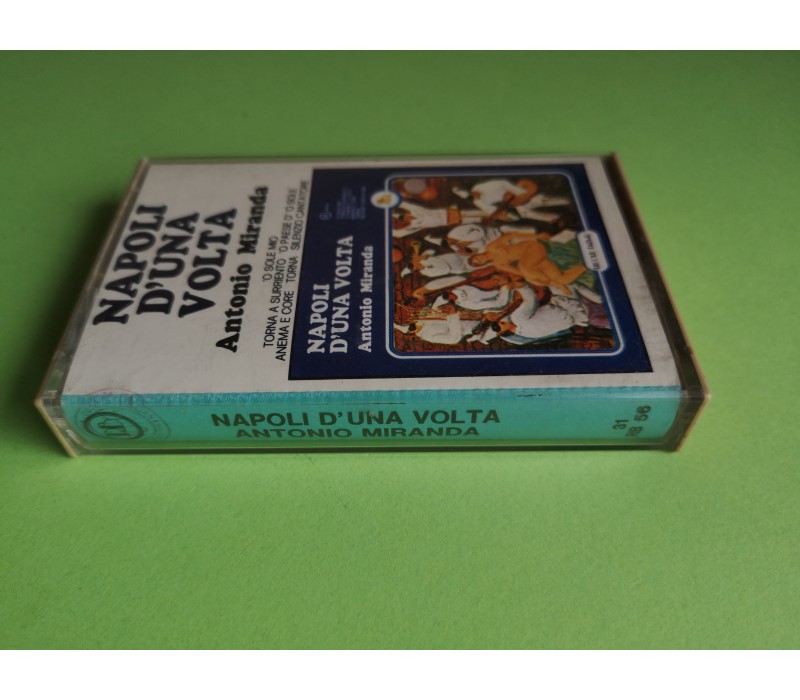 NAPOLI
D'UNA
VOLTA
Antonio Miranda
'O SOLE MIO
TORNA A SURRIENTO 'O PAESE D' 'O SOLE
ANEMA E CORE TORNA SILENZIO CANTATORE
NAPOLI
D'UNA VOLTA
Antonio Miranda
NAPOLI D'UNA VOLTA
ANTONIO MIRANDA
31
RB 56